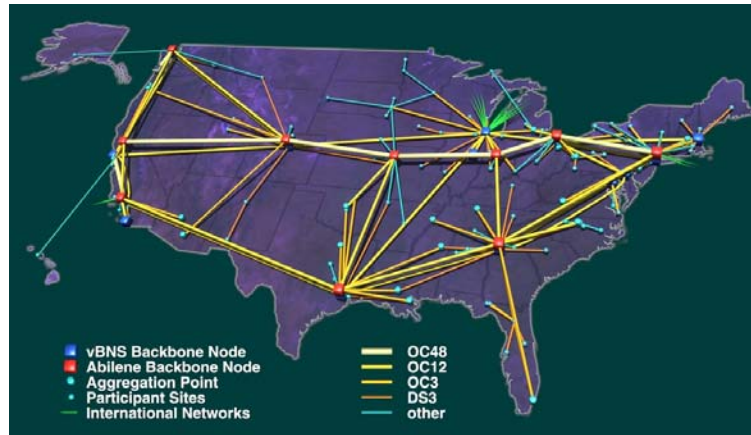 vBNS Backbone Node
Abilene Backbone Node
Aggregation Point
Participant Sites
International Networks
OC48
OC12
OC3
DS3
other